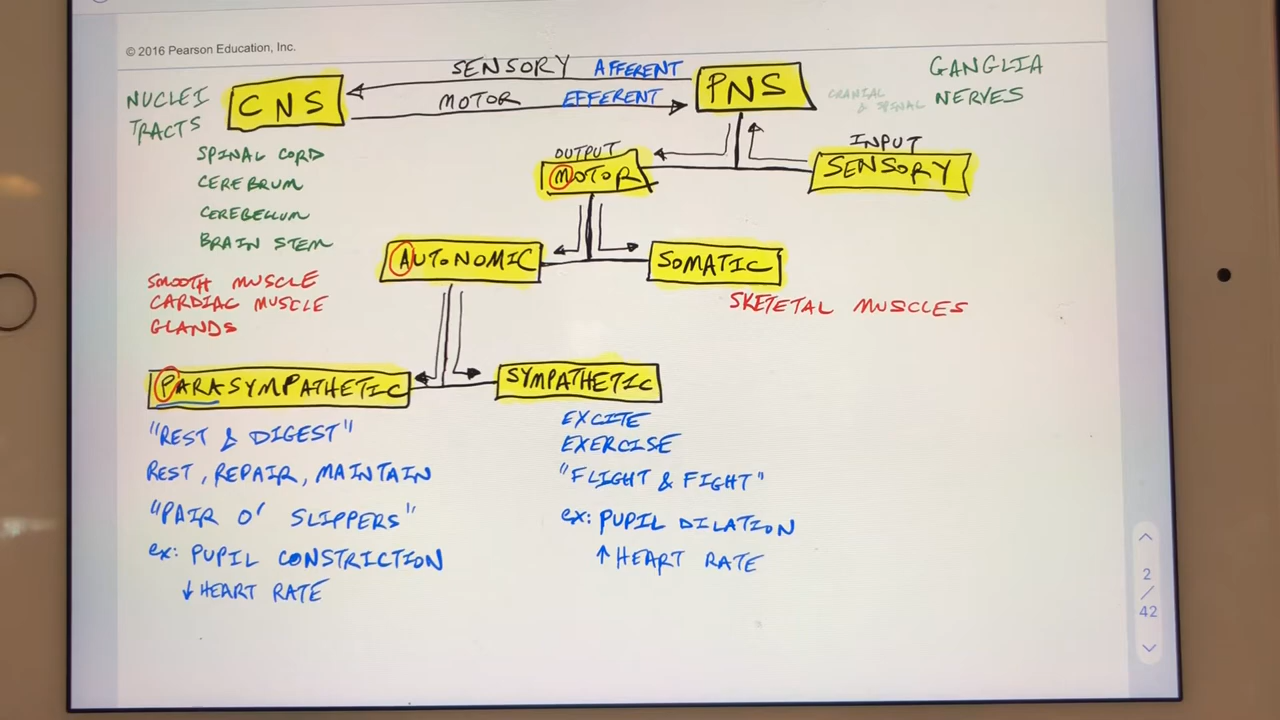 © 2016 Pearson Education, Inc.
SENSORY AFFERENT
CNS
PNS
MOTOR EFFERENT
NUCLEI
TRACTS
GANGLIA
NERVES
CRANIAL
& SPINAL
SPINAL CORD
CEREBRUM
CEREBELLUM
BRAIN STEM
OUTPUT
MOTOR
INPUT
SENSORY
AUTONOMIC
SOMATIC
SMOOTH MUSCLE
CARDIAC MUSCLE
GLANDS
SKETETAL MUSCLES
PARASYMPATHETIC
SYMPATHETIC
"REST & DIGEST"
REST, REPAIR, MAINTAIN
"PAIR O' SLIPPERS"
ex: PUPIL CONSTRICTION
↓ HEART RATE
EXCITE
EXERCISE
"FLIGHT & FIGHT"
ex: PUPIL DILATION
↑ HEART RATE
2
/
42